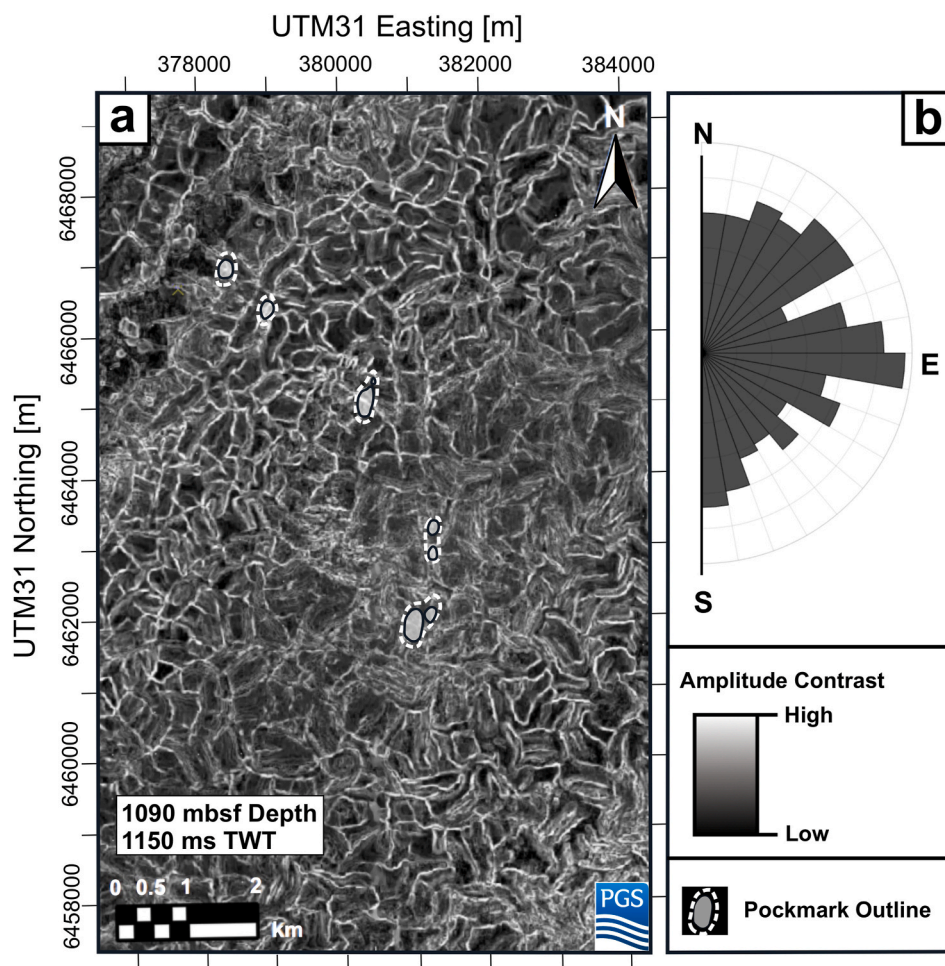 UTM31 Easting [m]
378000 380000 382000 384000
a
N
b
N
E
S
UTM31 Northing [m]
6468000
6466000
6464000
6462000
6460000
6458000
1090 mbsf Depth
1150 ms TWT
0 0.5 1 2
Km
PGS
Amplitude Contrast
High
Low
Pockmark Outline